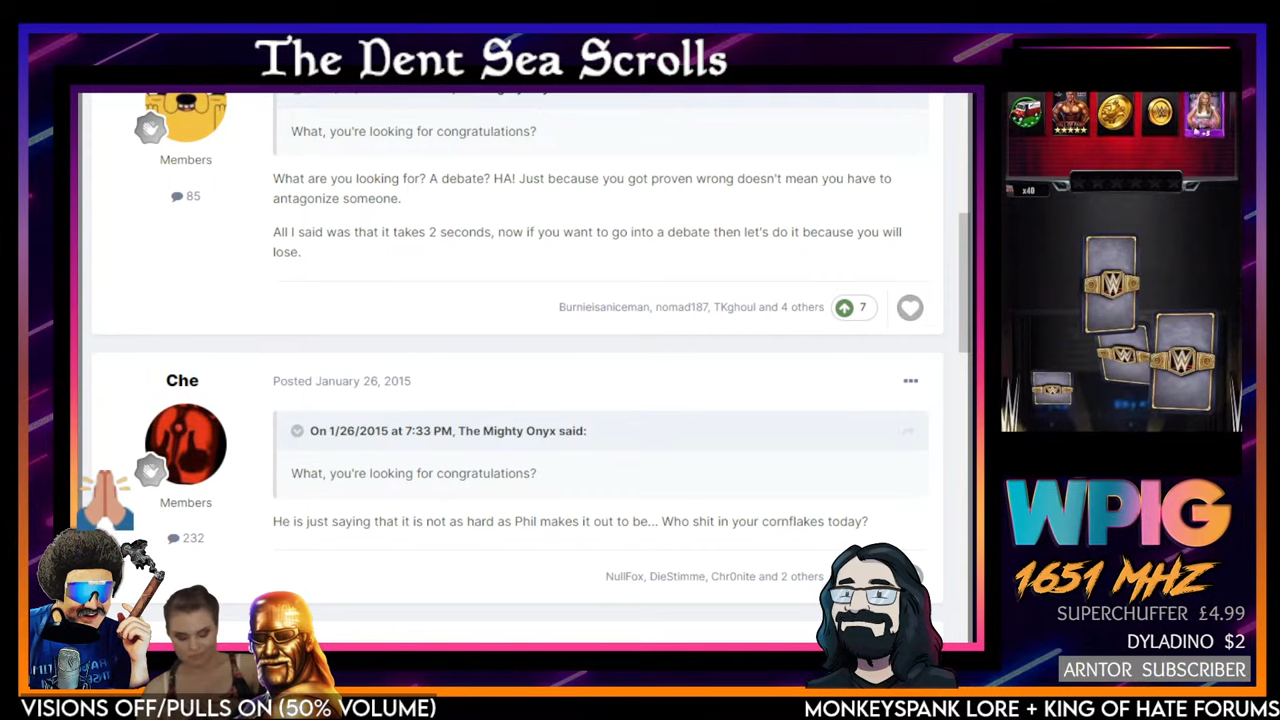 The Dent Sea Scrolls
What, you're looking for congratulations?
Members
85
What are you looking for? A debate? HA! Just because you got proven wrong doesn't mean you have to
antagonize someone.
All I said was that it takes 2 seconds, now if you want to go into a debate then let's do it because you will
lose.
Burnieisaniceman, nomad187, TKghoul and 4 others
7
Che
Posted January 26, 2015
On 1/26/2015 at 7:33 PM, The Mighty Onyx said:
What, you're looking for congratulations?
Members
232
He is just saying that it is not as hard as Phil makes it out to be... Who shit in your cornflakes today?
NullFox, DieStimme, Chr0nite and 2 others
x40
WPIG
1651 MHZ
SUPERCHUFFER £4.99
DYLADINO $2
ARNTOR SUBSCRIBER
VISIONS OFF/PULLS ON (50% VOLUME)
MONKEYSPANK LORE + KING OF HATE FORUMS